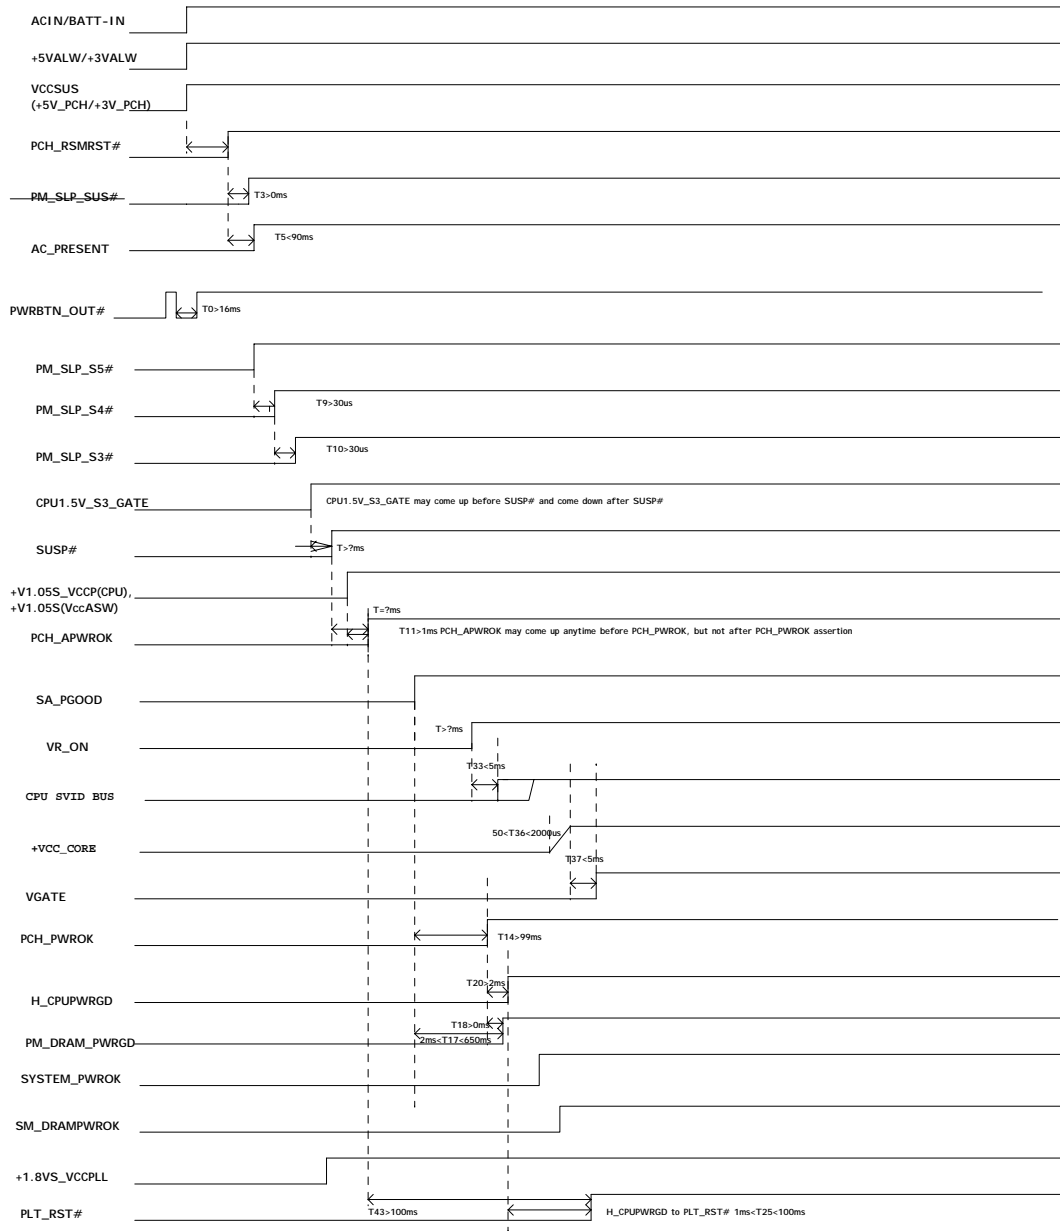 ACIN/BATT-IN
+5VALW/+3VALW
VCCSUS
(+5V_PCH/+3V_PCH)
PCH_RSMRST#
PM_SLP_SUS#
T3>0ms
AC_PRESENT
T5<90ms
PWRBTN_OUT#
T0>16ms
PM_SLP_S5#
PM_SLP_S4#
T9>30us
PM_SLP_S3#
T10>30us
CPU1.5V_S3_GATE
CPU1.5V_S3_GATE may come up before SUSP# and come down after SUSP#
SUSP#
T>?ms
+V1.05S_VCCP(CPU),
+V1.05S(VccASW)
T=?ms
PCH_APWROK
T11>1ms PCH_APWROK may come up anytime before PCH_PWROK, but not after PCH_PWROK assertion
SA_PGOOD
T>?ms
VR_ON
T33<5ms
CPU SVID BUS
50<T36<2000us
+VCC_CORE
T37<5ms
VGATE
PCH_PWROK
T14>99ms
T20>2ms
H_CPUPWRGD
T18>0ms
PM_DRAM_PWRGD
2ms<T17<650ms
SYSTEM_PWROK
SM_DRAMPWROK
+1.8VS_VCCPLL
PLT_RST#
T43>100ms
H_CPUPWRGD to PLT_RST# 1ms<T25<100ms